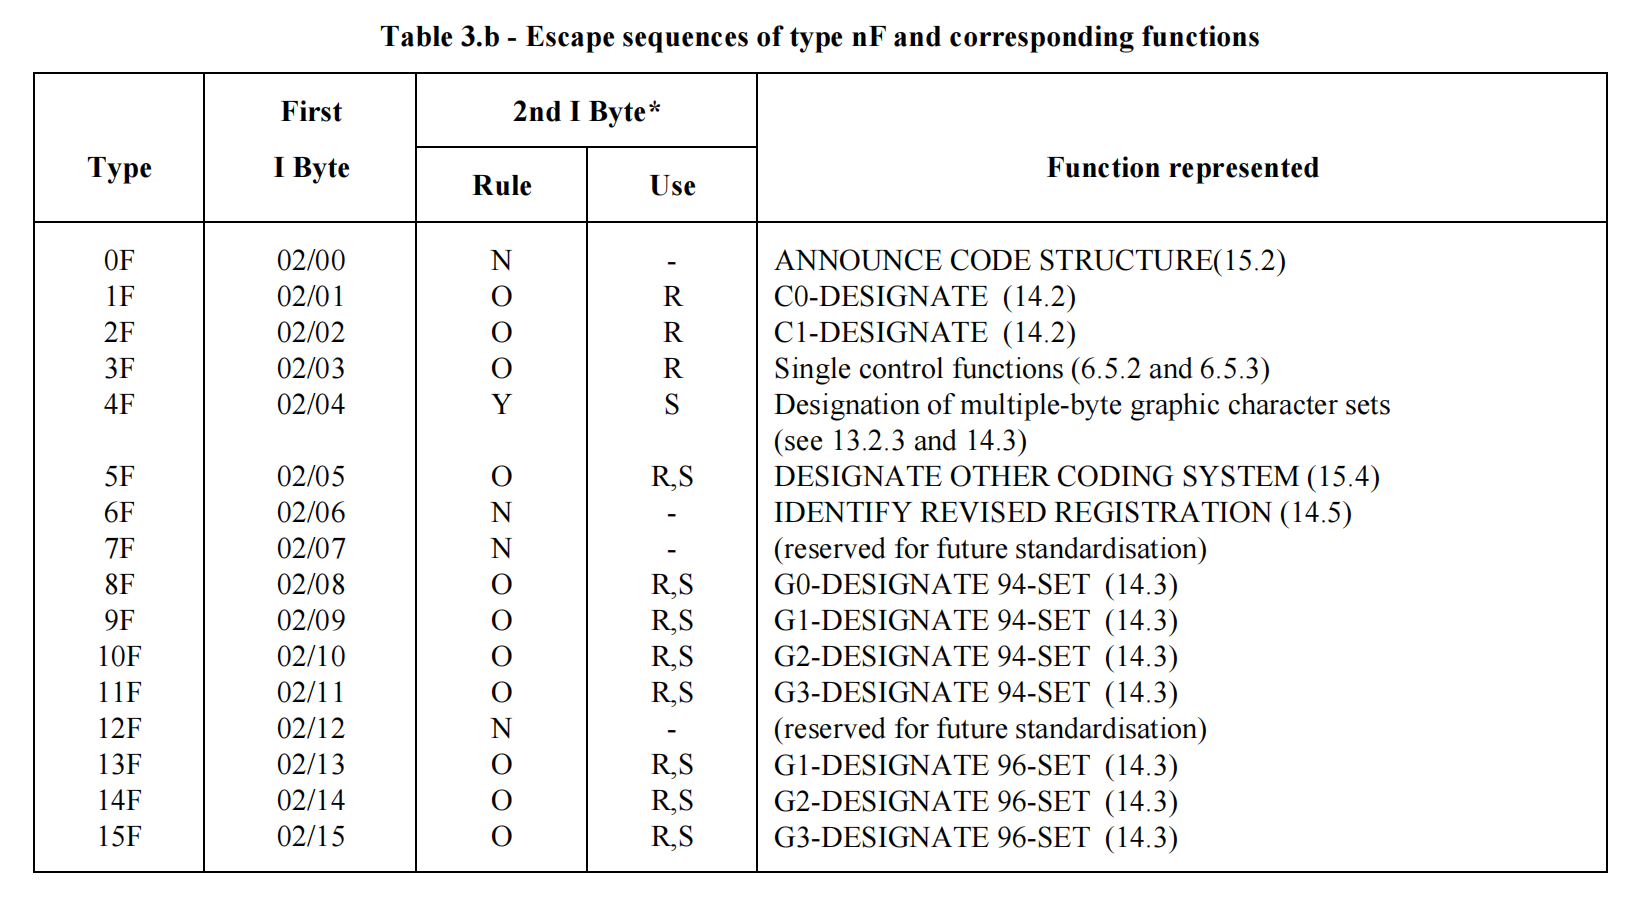 Table 3.b - Escape sequences of type nF and corresponding functions
Type First I Byte 2nd I Byte* Function represented
Rule Use
0F 02/00 N - ANNOUNCE CODE STRUCTURE(15.2)
1F 02/01 O R C0-DESIGNATE (14.2)
2F 02/02 O R C1-DESIGNATE (14.2)
3F 02/03 O R Single control functions (6.5.2 and 6.5.3)
4F 02/04 Y S Designation of multiple-byte graphic character sets
(see 13.2.3 and 14.3)
5F 02/05 O R,S DESIGNATE OTHER CODING SYSTEM (15.4)
6F 02/06 N - IDENTIFY REVISED REGISTRATION (14.5)
7F 02/07 N - (reserved for future standardisation)
8F 02/08 O R,S G0-DESIGNATE 94-SET (14.3)
9F 02/09 O R,S G1-DESIGNATE 94-SET (14.3)
10F 02/10 O R,S G2-DESIGNATE 94-SET (14.3)
11F 02/11 O R,S G3-DESIGNATE 94-SET (14.3)
12F 02/12 N - (reserved for future standardisation)
13F 02/13 O R,S G1-DESIGNATE 96-SET (14.3)
14F 02/14 O R,S G2-DESIGNATE 96-SET (14.3)
15F 02/15 O R,S G3-DESIGNATE 96-SET (14.3)